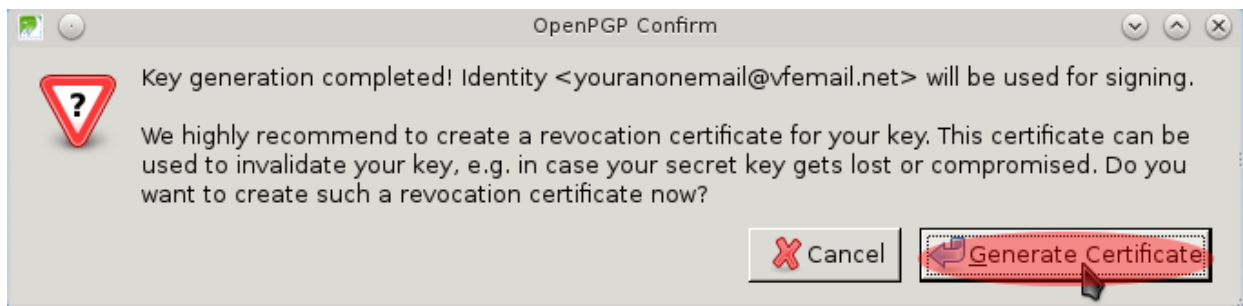 OpenPGP Confirm
Key generation completed! Identity <youranonemail@vfemail.net> will be used for signing.
We highly recommend to create a revocation certificate for your key. This certificate can be
used to invalidate your key, e.g. in case your secret key gets lost or compromised. Do you
want to create such a revocation certificate now?
Cancel
Generate Certificate